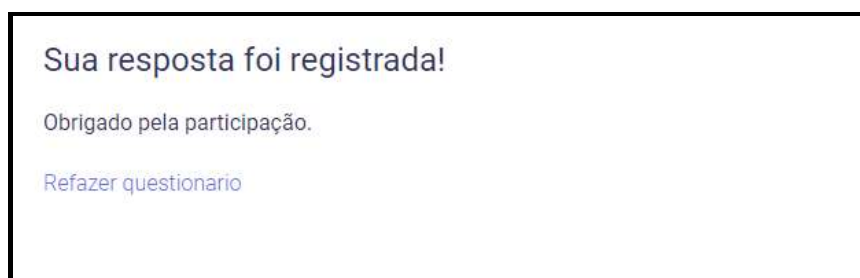 Sua resposta foi registrada!
Obrigado pela participação.
Refazer questionario